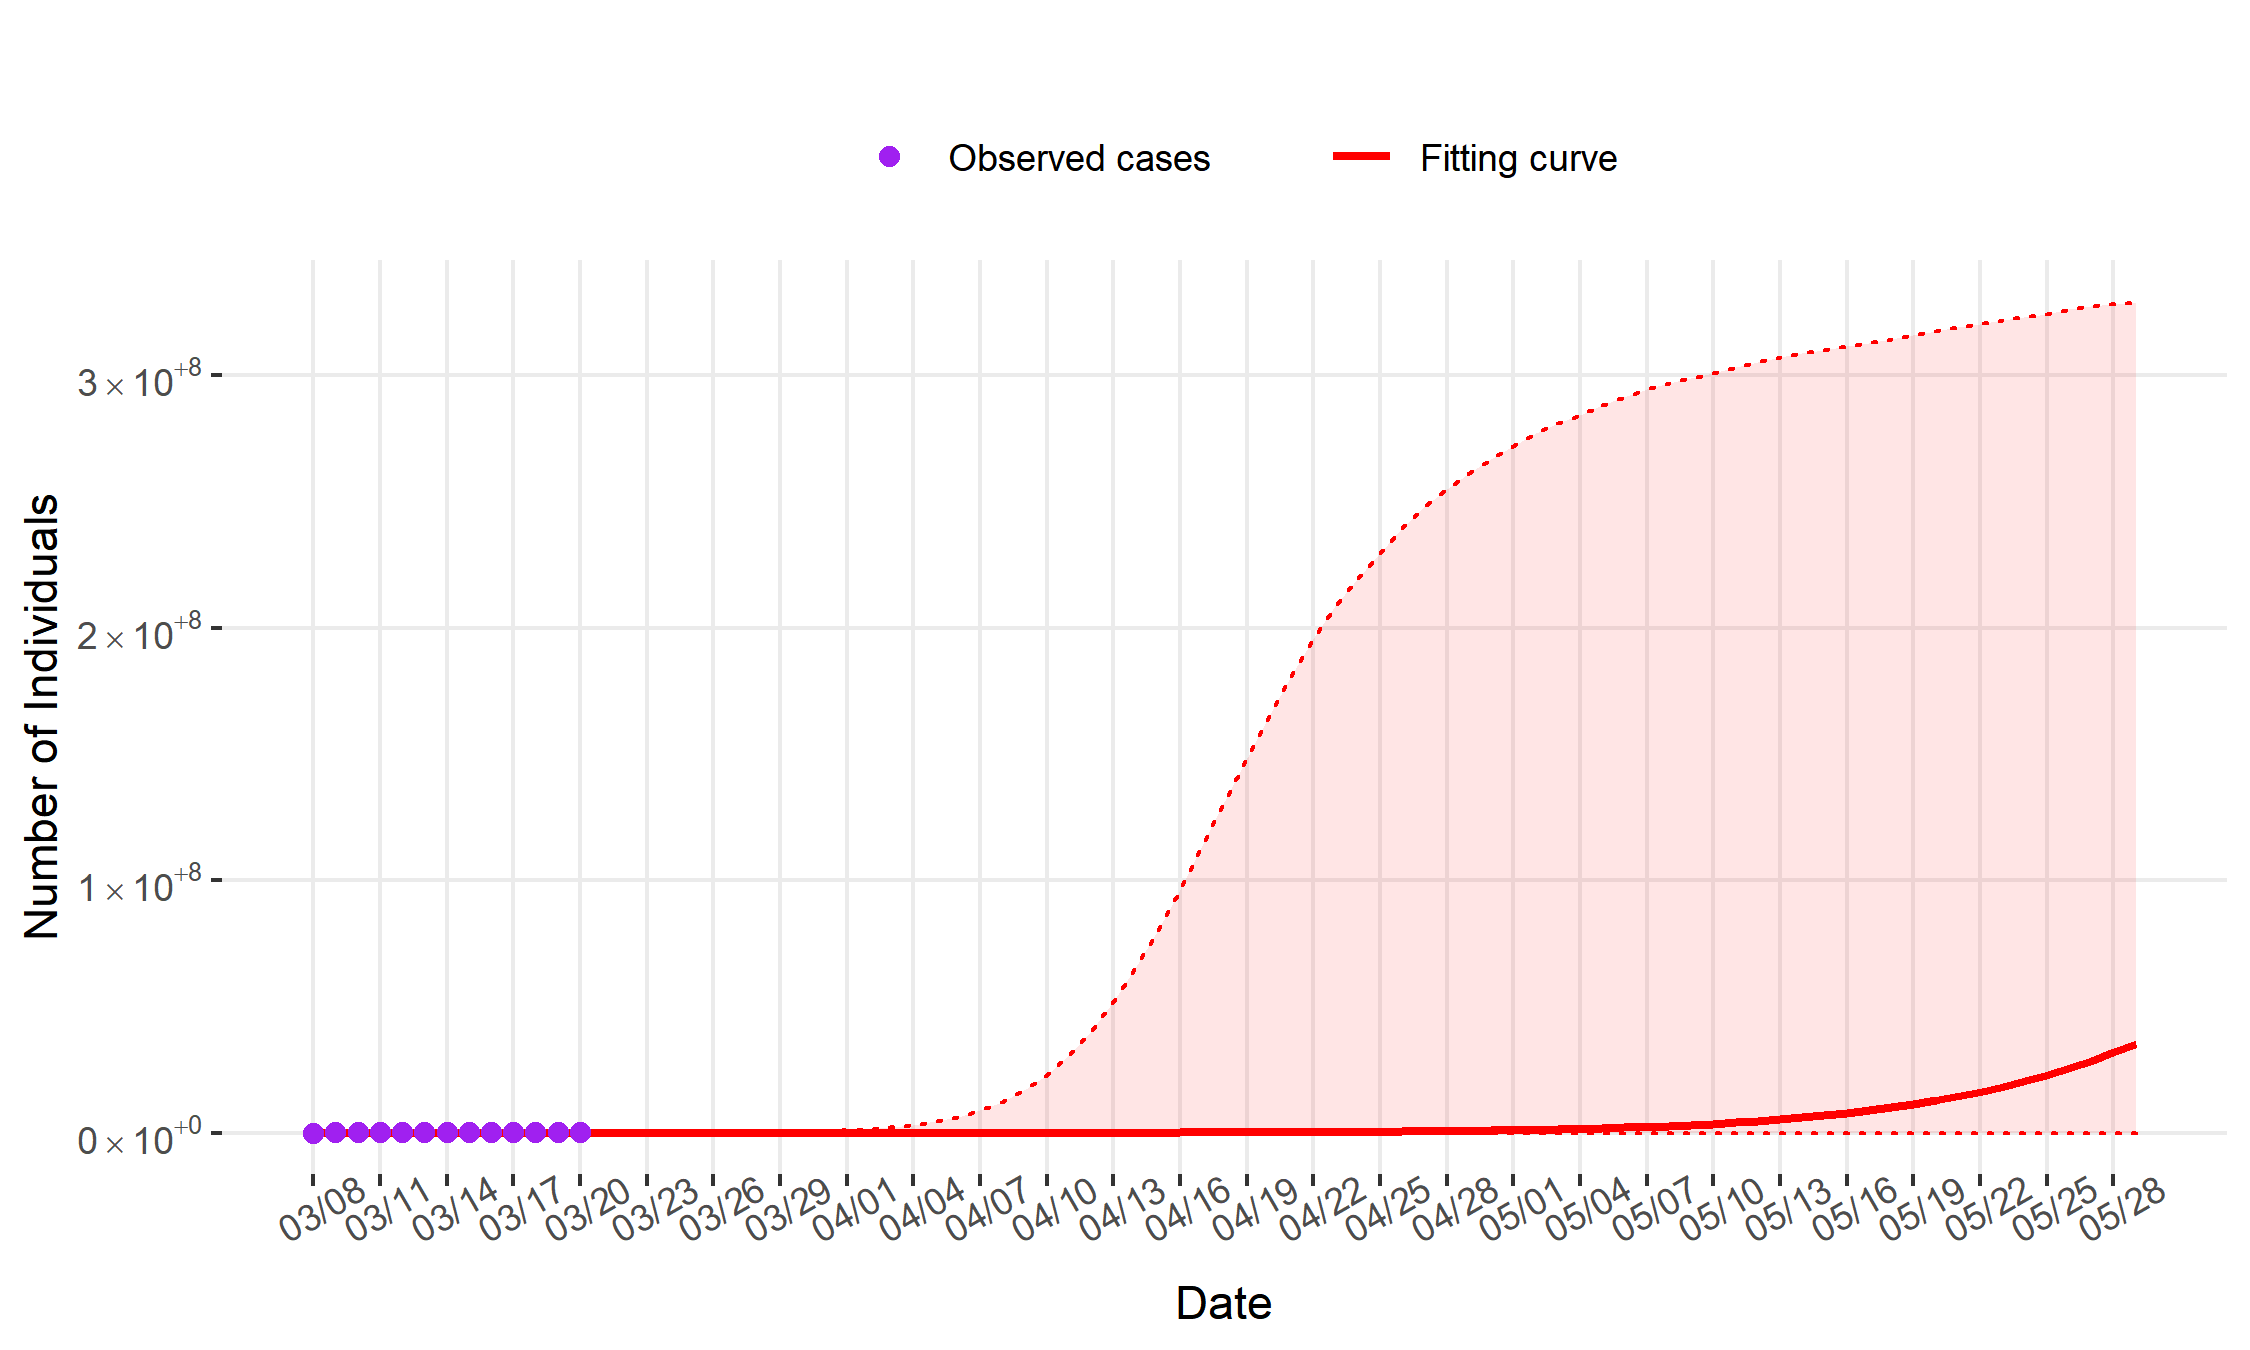 Observed cases Fitting curve
Number of Individuals
3 × 10⁺⁸
2 × 10⁺⁸
1 × 10⁺⁸
0 × 10⁺⁰
03/08 03/11 03/14 03/17 03/20 03/23 03/26 03/29 04/01 04/04 04/07 04/10 04/13 04/16 04/19 04/22 04/25 04/28 05/01 05/04 05/07 05/10 05/13 05/16 05/19 05/22 05/25 05/28
Date